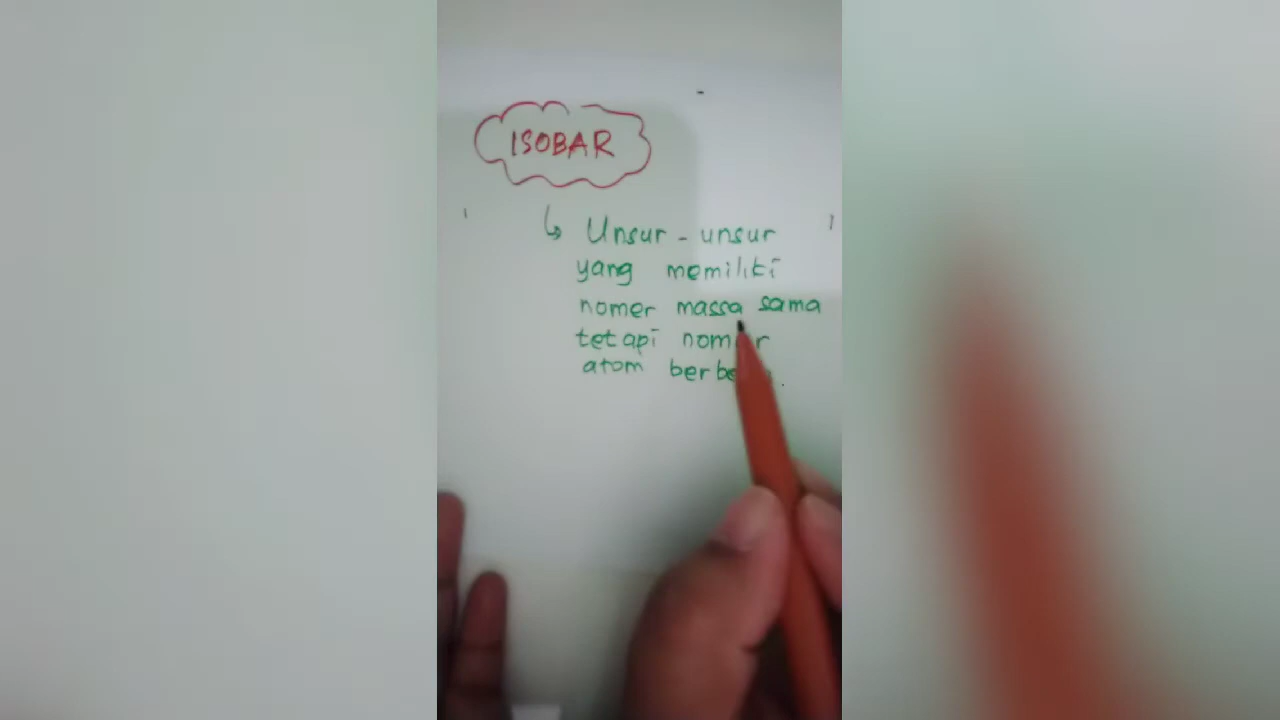 ISOBAR
Unsur - unsur
yang memiliki
nomer massa sama
tetapi
atom